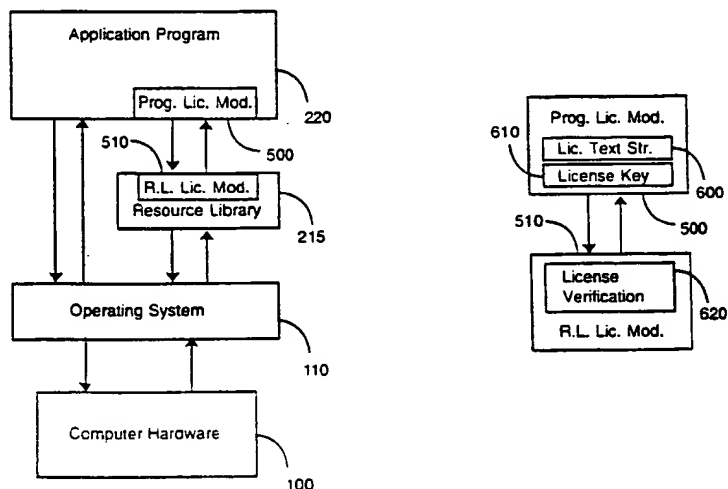 Application Program
Prog. Lic. Mod.
220
500
510
R.L. Lic. Mod.
Resource Library
215
Operating System
110
Computer Hardware
100
Prog. Lic. Mod.
610
Lic. Text Str.
License Key
600
500
510
License
Verification
620
R.L. Lic. Mod.